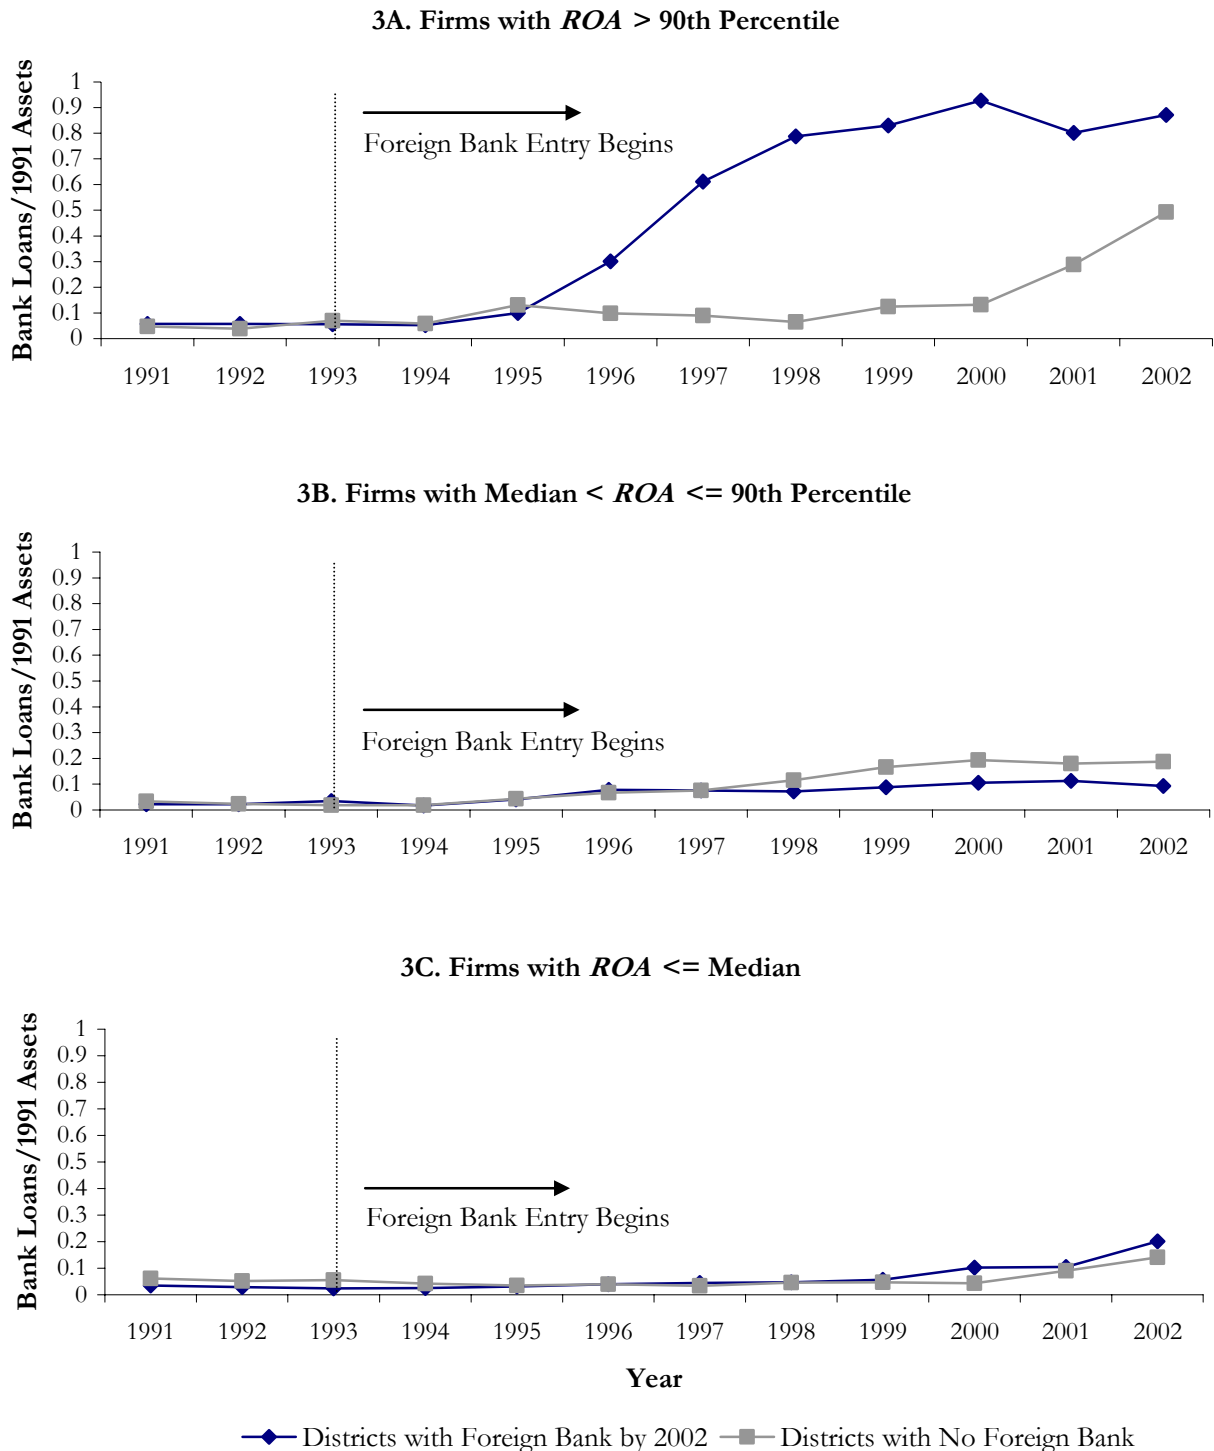 3A. Firms with ROA > 90th Percentile
Bank Loans/1991 Assets
1
0.9
0.8
0.7
0.6
0.5
0.4
0.3
0.2
0.1
0
Foreign Bank Entry Begins
1991 1992 1993 1994 1995 1996 1997 1998 1999 2000 2001 2002
3B. Firms with Median < ROA <= 90th Percentile
Bank Loans/1991 Assets
1
0.9
0.8
0.7
0.6
0.5
0.4
0.3
0.2
0.1
0
Foreign Bank Entry Begins
1991 1992 1993 1994 1995 1996 1997 1998 1999 2000 2001 2002
3C. Firms with ROA <= Median
Bank Loans/1991 Assets
1
0.9
0.8
0.7
0.6
0.5
0.4
0.3
0.2
0.1
0
Foreign Bank Entry Begins
1991 1992 1993 1994 1995 1996 1997 1998 1999 2000 2001 2002
Year
Districts with Foreign Bank by 2002 Districts with No Foreign Bank